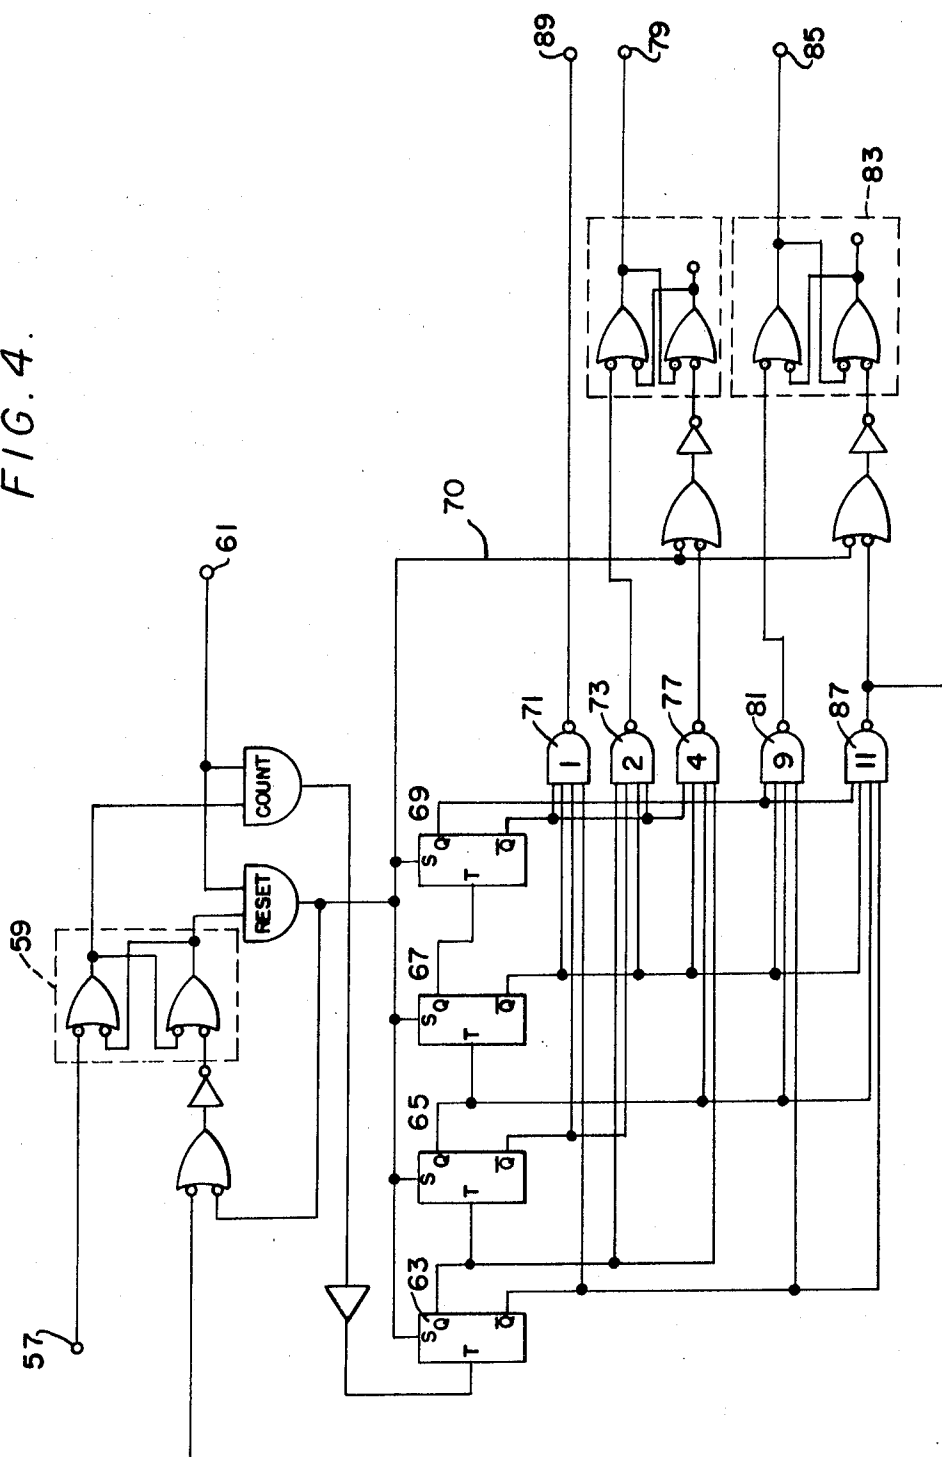 FIG. 4.
57
59
61
COUNT
RESET
63
S
Q
T
Q̅
65
S
Q
T
Q̅
67
S
Q
T
Q̅
69
S
Q
T
Q̅
70
71
1
73
2
77
4
81
9
87
11
89
79
85
83